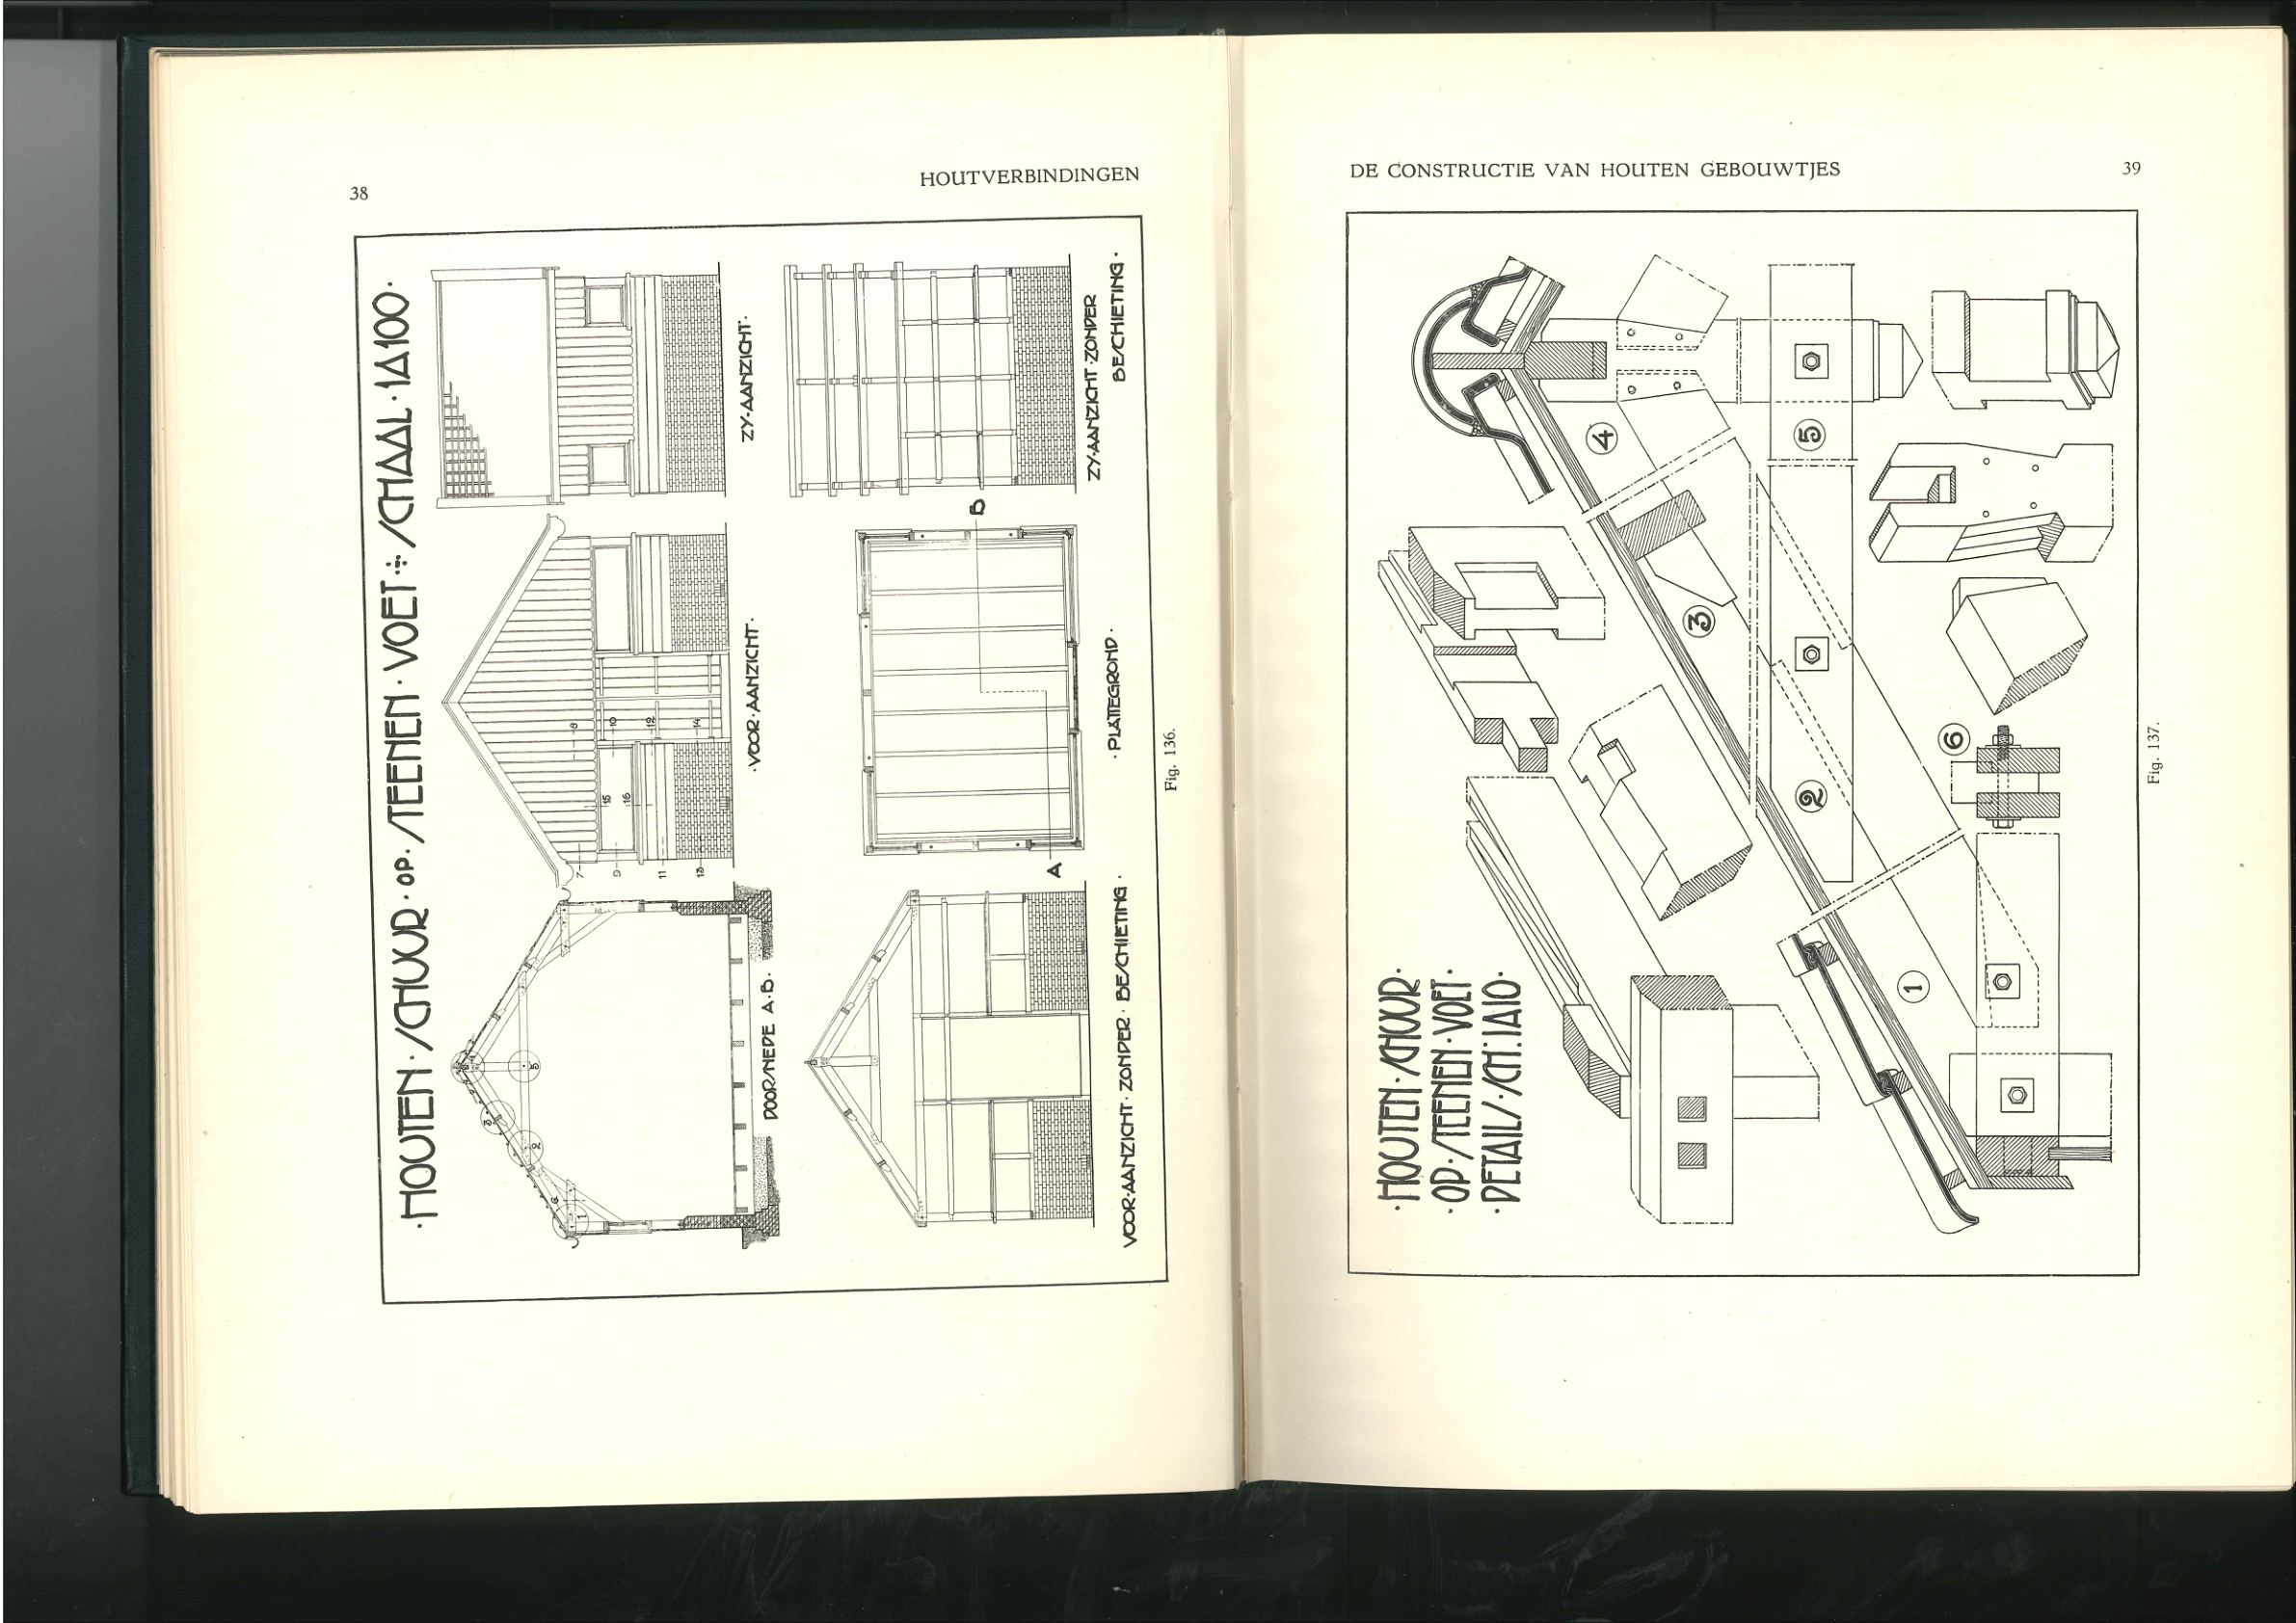 38
HOUTVERBINDINGEN
·HOUTEN·SCHUUR·OP·STEENEN·VOET·SCHAAL·1À100·
ZY·AANZICHT·
ZY·AANZICHT·ZONDER
BESCHIETING·
·VOOR·AANZICHT·
7
8
9
10
11
12
13
14
15
16
B
A
·PLATTEGROND·
DOORSNEDE A·B·
1
2
3
4
5
6
VOOR·AANZICHT·ZONDER·BESCHIETING·
Fig. 136.
DE CONSTRUCTIE VAN HOUTEN GEBOUWTJES
39
·HOUTEN·SCHUUR·
·OP·STEENEN·VOET·
·DETAILS·SCH:1À10·
1
2
3
4
5
6
Fig. 137.